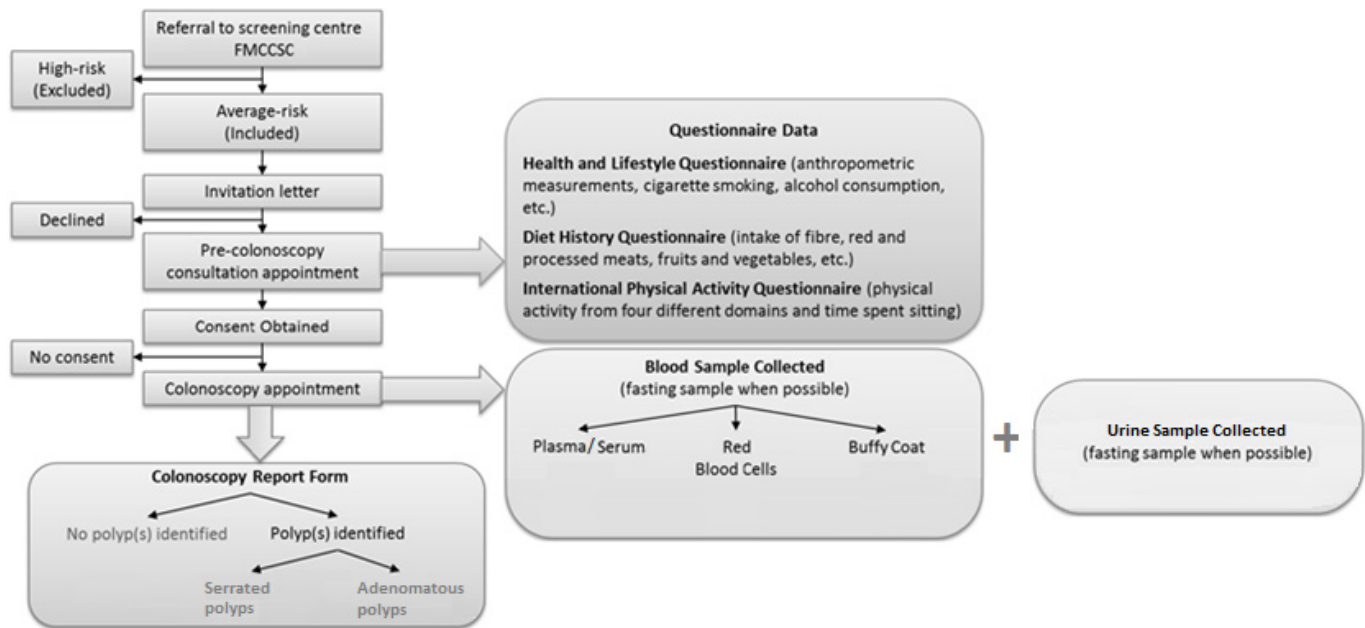 Referral to screening centre
FMCCSC
High-risk
(Excluded)
Average-risk
(Included)
Invitation letter
Declined
Pre-colonoscopy
consultation appointment
Consent Obtained
No consent
Colonoscopy appointment
Questionnaire Data
Health and Lifestyle Questionnaire (anthropometric
measurements, cigarette smoking, alcohol consumption,
etc.)
Diet History Questionnaire (intake of fibre, red and
processed meats, fruits and vegetables, etc.)
International Physical Activity Questionnaire (physical
activity from four different domains and time spent sitting)
Blood Sample Collected
(fasting sample when possible)
Plasma/ Serum
Red
Blood Cells
Buffy Coat
+
Urine Sample Collected
(fasting sample when possible)
Colonoscopy Report Form
No polyp(s) identified
Polyp(s) identified
Serrated
polyps
Adenomatous
polyps